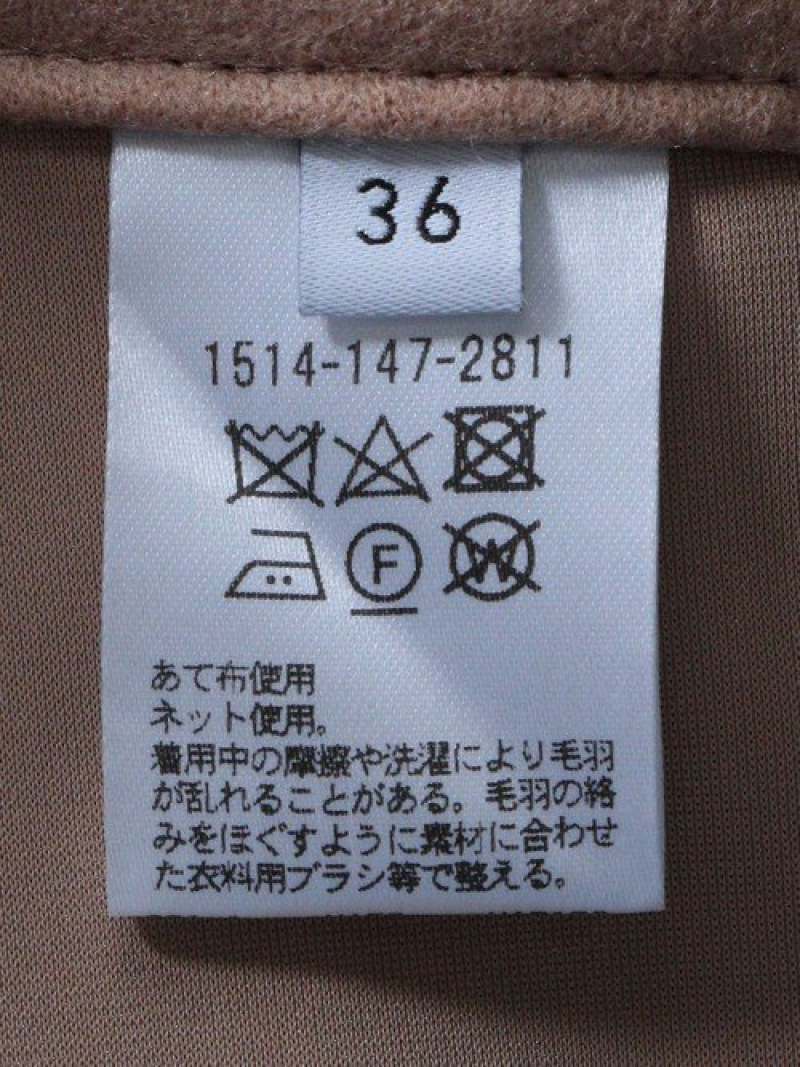 36
1514-147-2811
F
W
あて布使用
ネット使用。
着用中の摩擦や洗濯により毛羽
が乱れることがある。毛羽の絡
みをほぐすように素材に合わせ
た衣料用ブラシ等で整える。